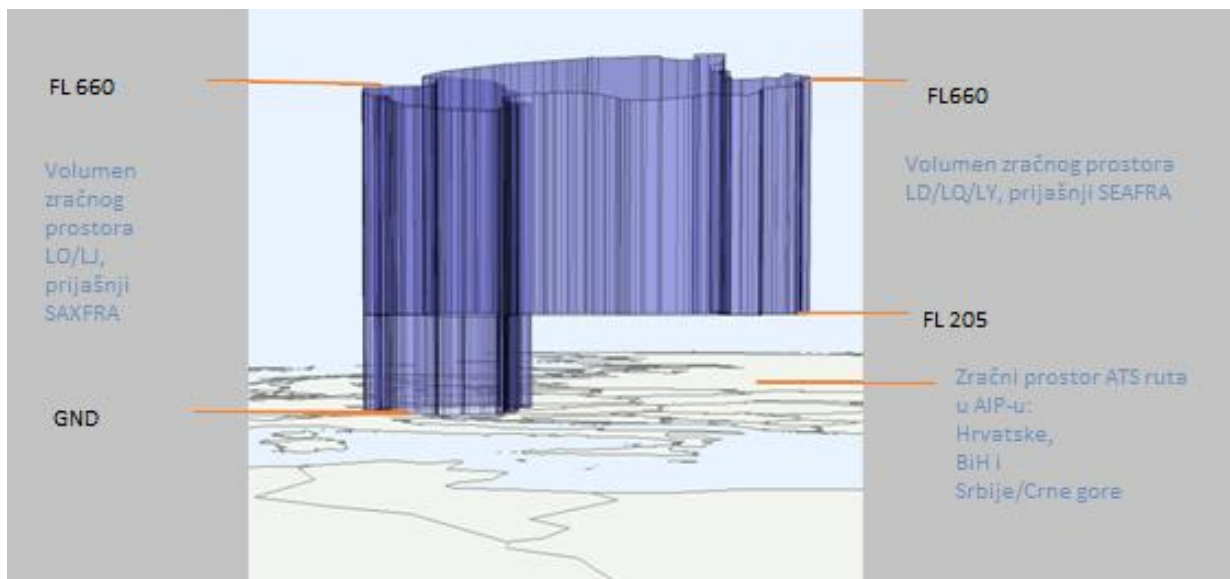 FL 660
Volumen
zračnog
prostora
LO/LJ,
prijašnji
SAXFRA
GND
FL660
Volumen zračnog prostora
LD/LQ/LY, prijašnji SEAFRA
FL 205
Zračni prostor ATS ruta
u AIP-u:
Hrvatske,
BiH i
Srbije/Crne gore